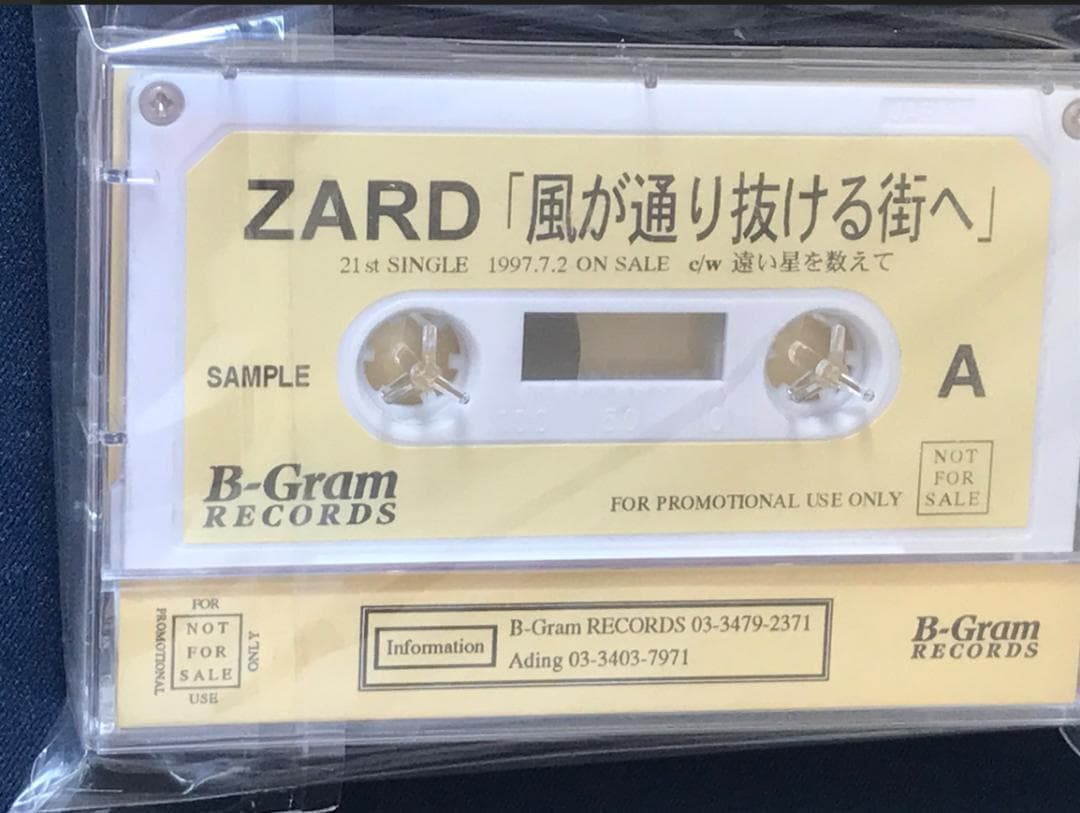 ZARD「風が通り抜ける街へ」
21st SINGLE 1997.7.2 ON SALE c/w 遠い星を数えて
SAMPLE
A
B-Gram
RECORDS
FOR PROMOTIONAL USE ONLY
NOT
FOR
SALE
FOR
PROMOTIONAL
NOT
FOR
SALE
ONLY
USE
Information
B-Gram RECORDS 03-3479-2371
Ading 03-3403-7971
B-Gram
RECORDS